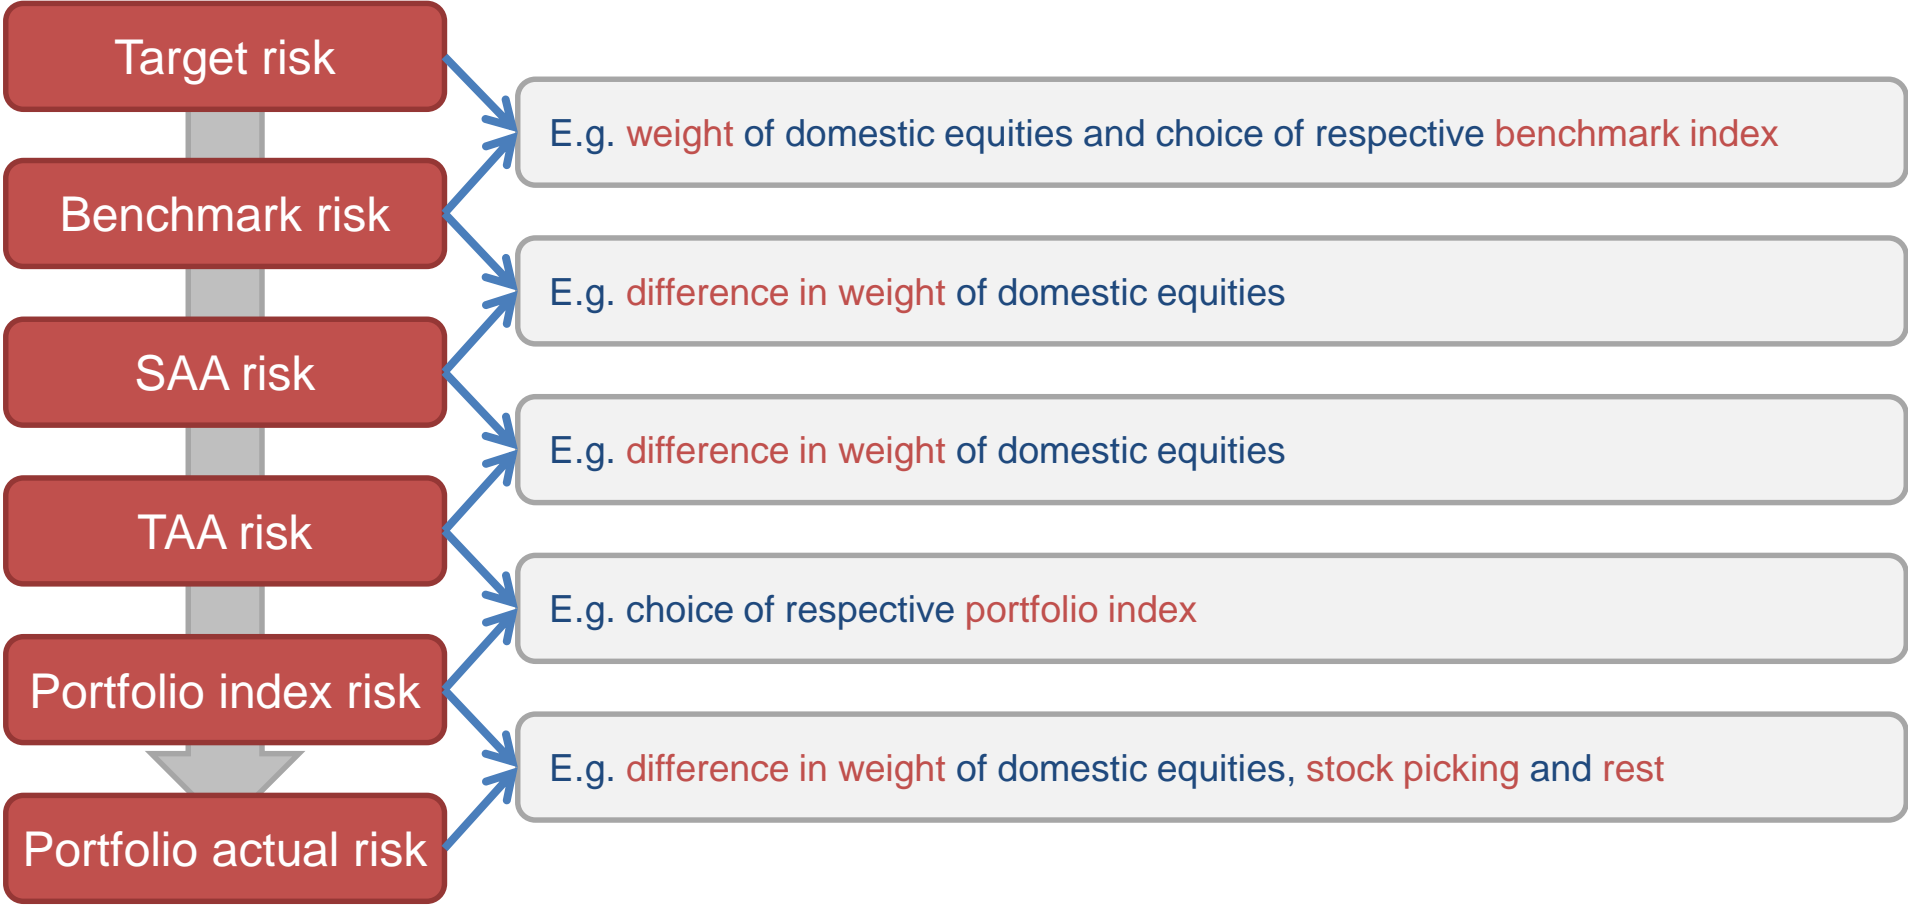 Target risk
E.g. weight of domestic equities and choice of respective benchmark index
Benchmark risk
E.g. difference in weight of domestic equities
SAA risk
E.g. difference in weight of domestic equities
TAA risk
E.g. choice of respective portfolio index
Portfolio index risk
E.g. difference in weight of domestic equities, stock picking and rest
Portfolio actual risk